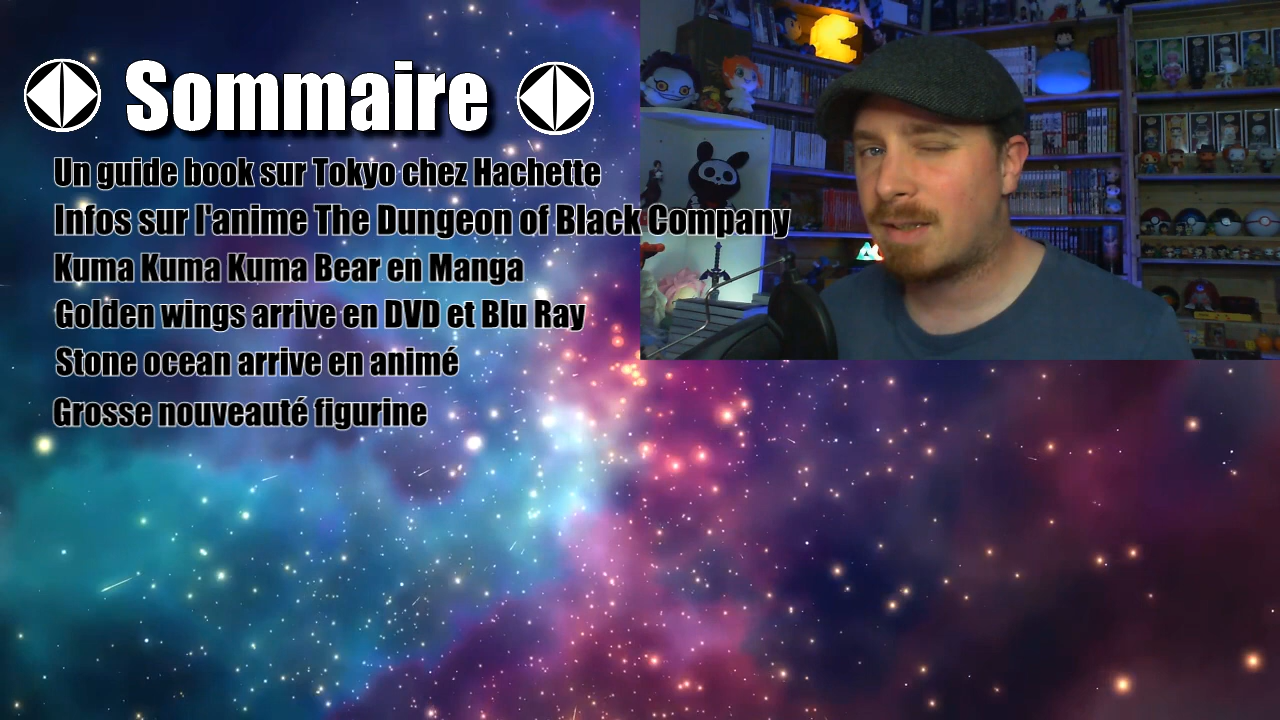 Sommaire
Un guide book sur Tokyo chez Hachette
Infos sur l'anime The Dungeon of Black Company
Kuma Kuma Kuma Bear en Manga
Golden wings arrive en DVD et Blu Ray
Stone ocean arrive en animé
Grosse nouveauté figurine